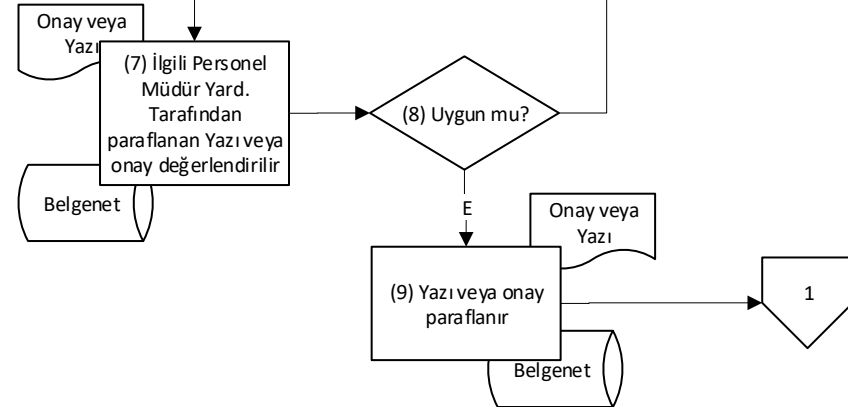 Onay veya
Yazı
(7) İlgili Personel
Müdür Yard.
Tarafından
paraflanan Yazı veya
onay değerlendirilir
Belgenet
(8) Uygun mu?
E
Onay veya
Yazı
(9) Yazı veya onay
paraflanır
Belgenet
1